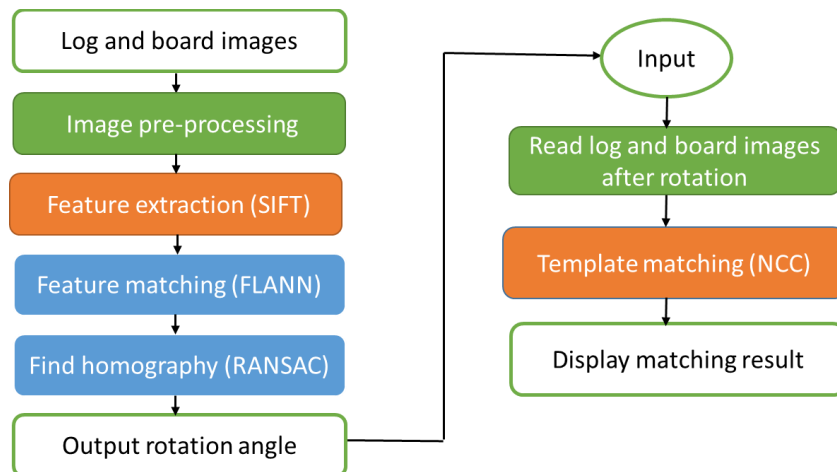 Log and board images
Image pre-processing
Feature extraction (SIFT)
Feature matching (FLANN)
Find homography (RANSAC)
Output rotation angle
Input
Read log and board images
after rotation
Template matching (NCC)
Display matching result